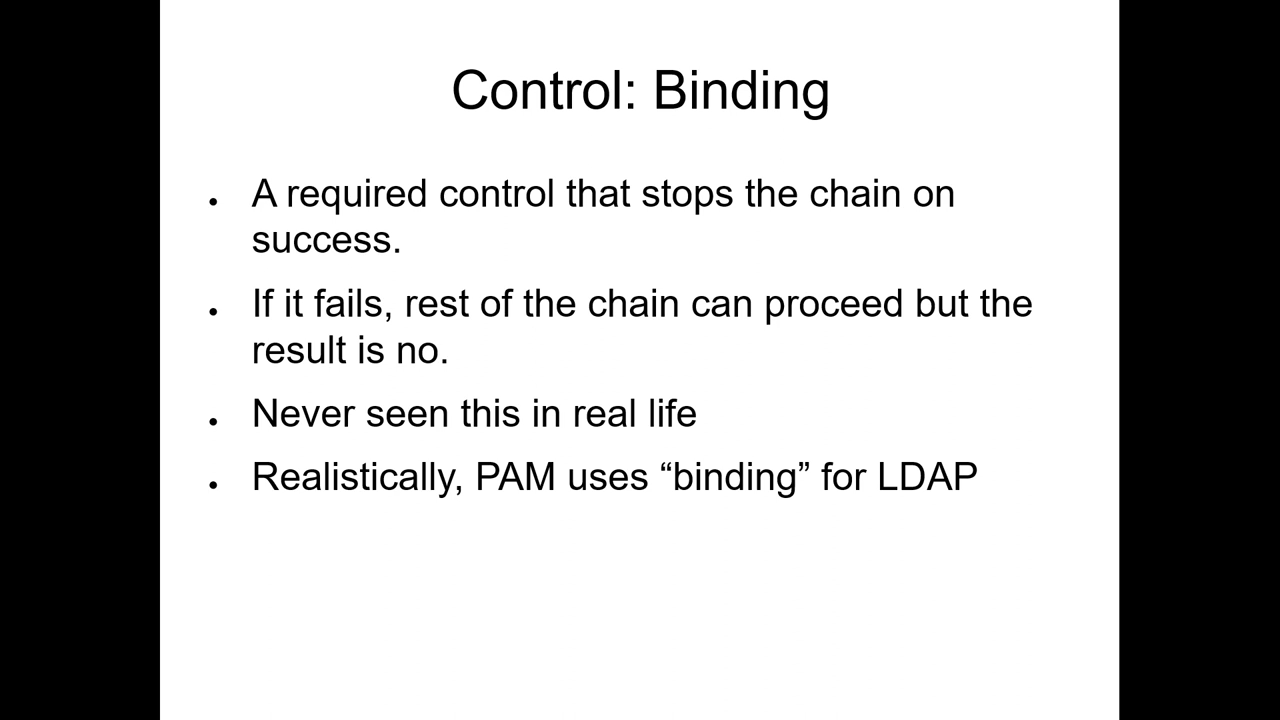 Control: Binding
A required control that stops the chain on
success.
If it fails, rest of the chain can proceed but the
result is no.
Never seen this in real life
Realistically, PAM uses “binding” for LDAP